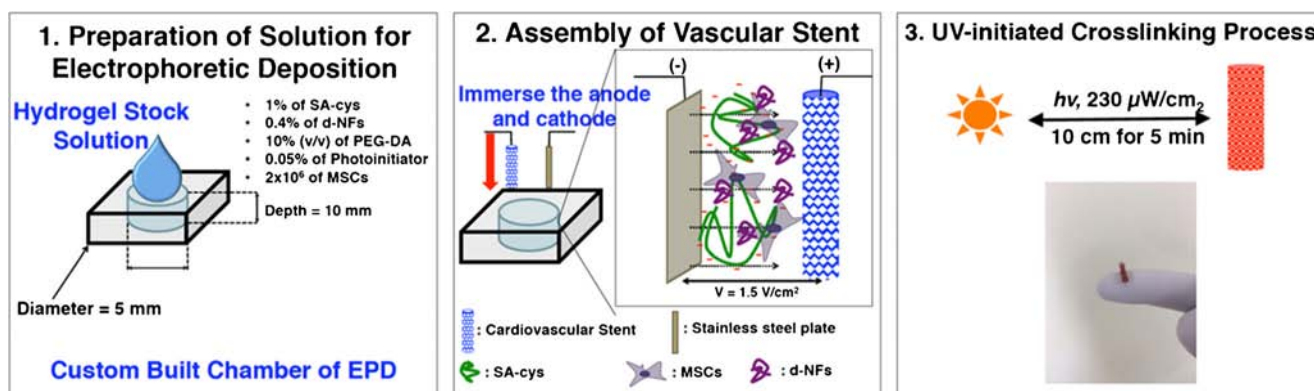 1. Preparation of Solution for
Electrophoretic Deposition
Hydrogel Stock
Solution
• 1% of SA-cys
• 0.4% of d-NFs
• 10% (v/v) of PEG-DA
• 0.05% of Photoinitiator
• 2x10⁶ of MSCs
Depth = 10 mm
Diameter = 5 mm
Custom Built Chamber of EPD
2. Assembly of Vascular Stent
Immerse the anode
and cathode
(-)
(+)
V = 1.5 V/cm²
: Cardiovascular Stent
: Stainless steel plate
: SA-cys
: MSCs
: d-NFs
3. UV-initiated Crosslinking Process
hv, 230 µW/cm₂
10 cm for 5 min